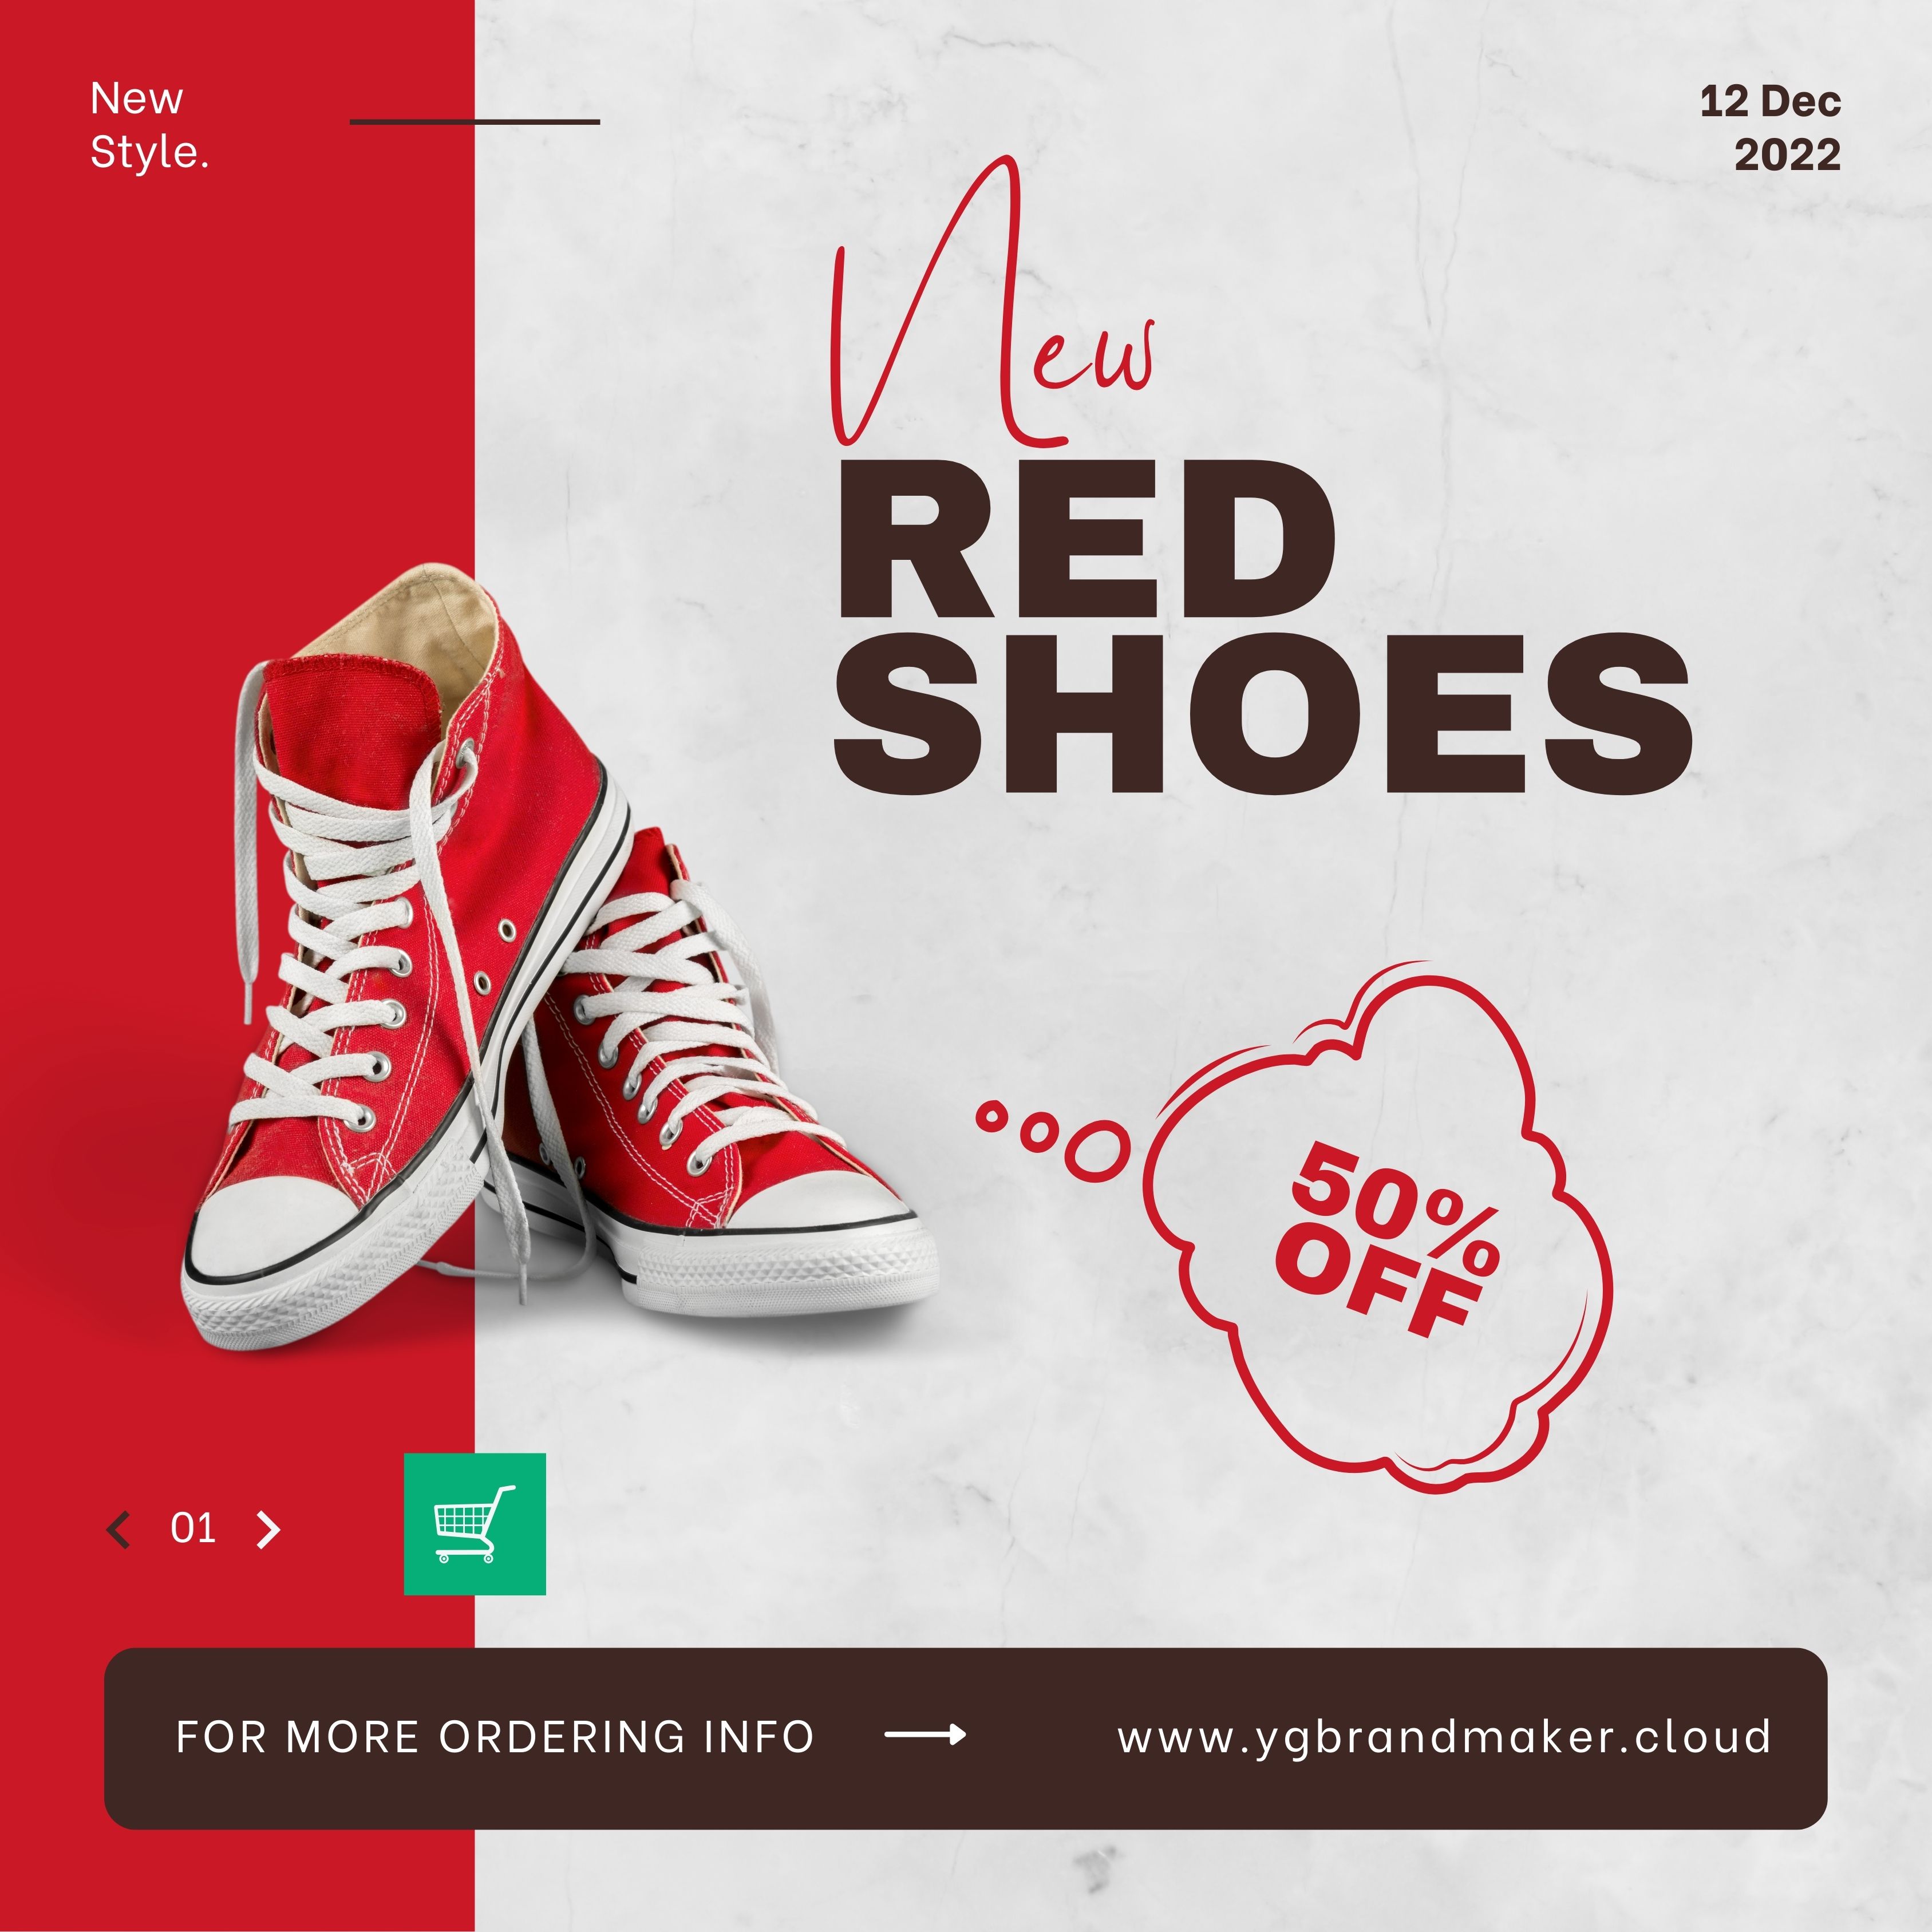 New
Style.
12 Dec
2022
New
RED
SHOES
50%
OFF
01
FOR MORE ORDERING INFO
www.ygbrandmaker.cloud